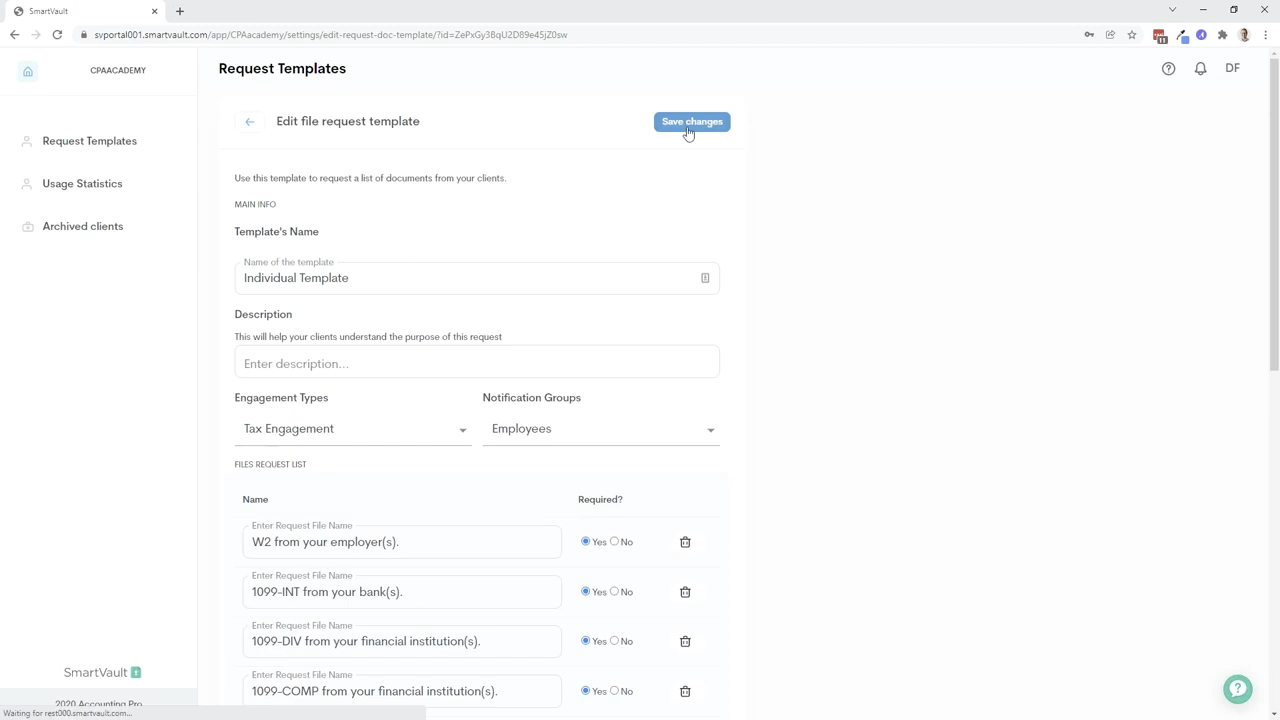 SmartVault
svportal001.smartvault.com/app/CPAacademy/settings/edit-request-doc-template/?id=ZePxGy3BqU2D89e45jZ0sw
11
CPAACADEMY
Request Templates
DF
Request Templates
Usage Statistics
Archived clients
Edit file request template
Save changes
Use this template to request a list of documents from your clients.
MAIN INFO
Template's Name
Name of the template
Individual Template
Description
This will help your clients understand the purpose of this request
Enter description...
Engagement Types
Notification Groups
Tax Engagement
Employees
FILES REQUEST LIST
Name
Required?
Enter Request File Name
W2 from your employer(s).
Yes No
Enter Request File Name
1099-INT from your bank(s).
Yes No
Enter Request File Name
1099-DIV from your financial institution(s).
Yes No
Enter Request File Name
1099-COMP from your financial institution(s).
Yes No
SmartVault
2020 Accounting Pro
Waiting for rest000.smartvault.com...